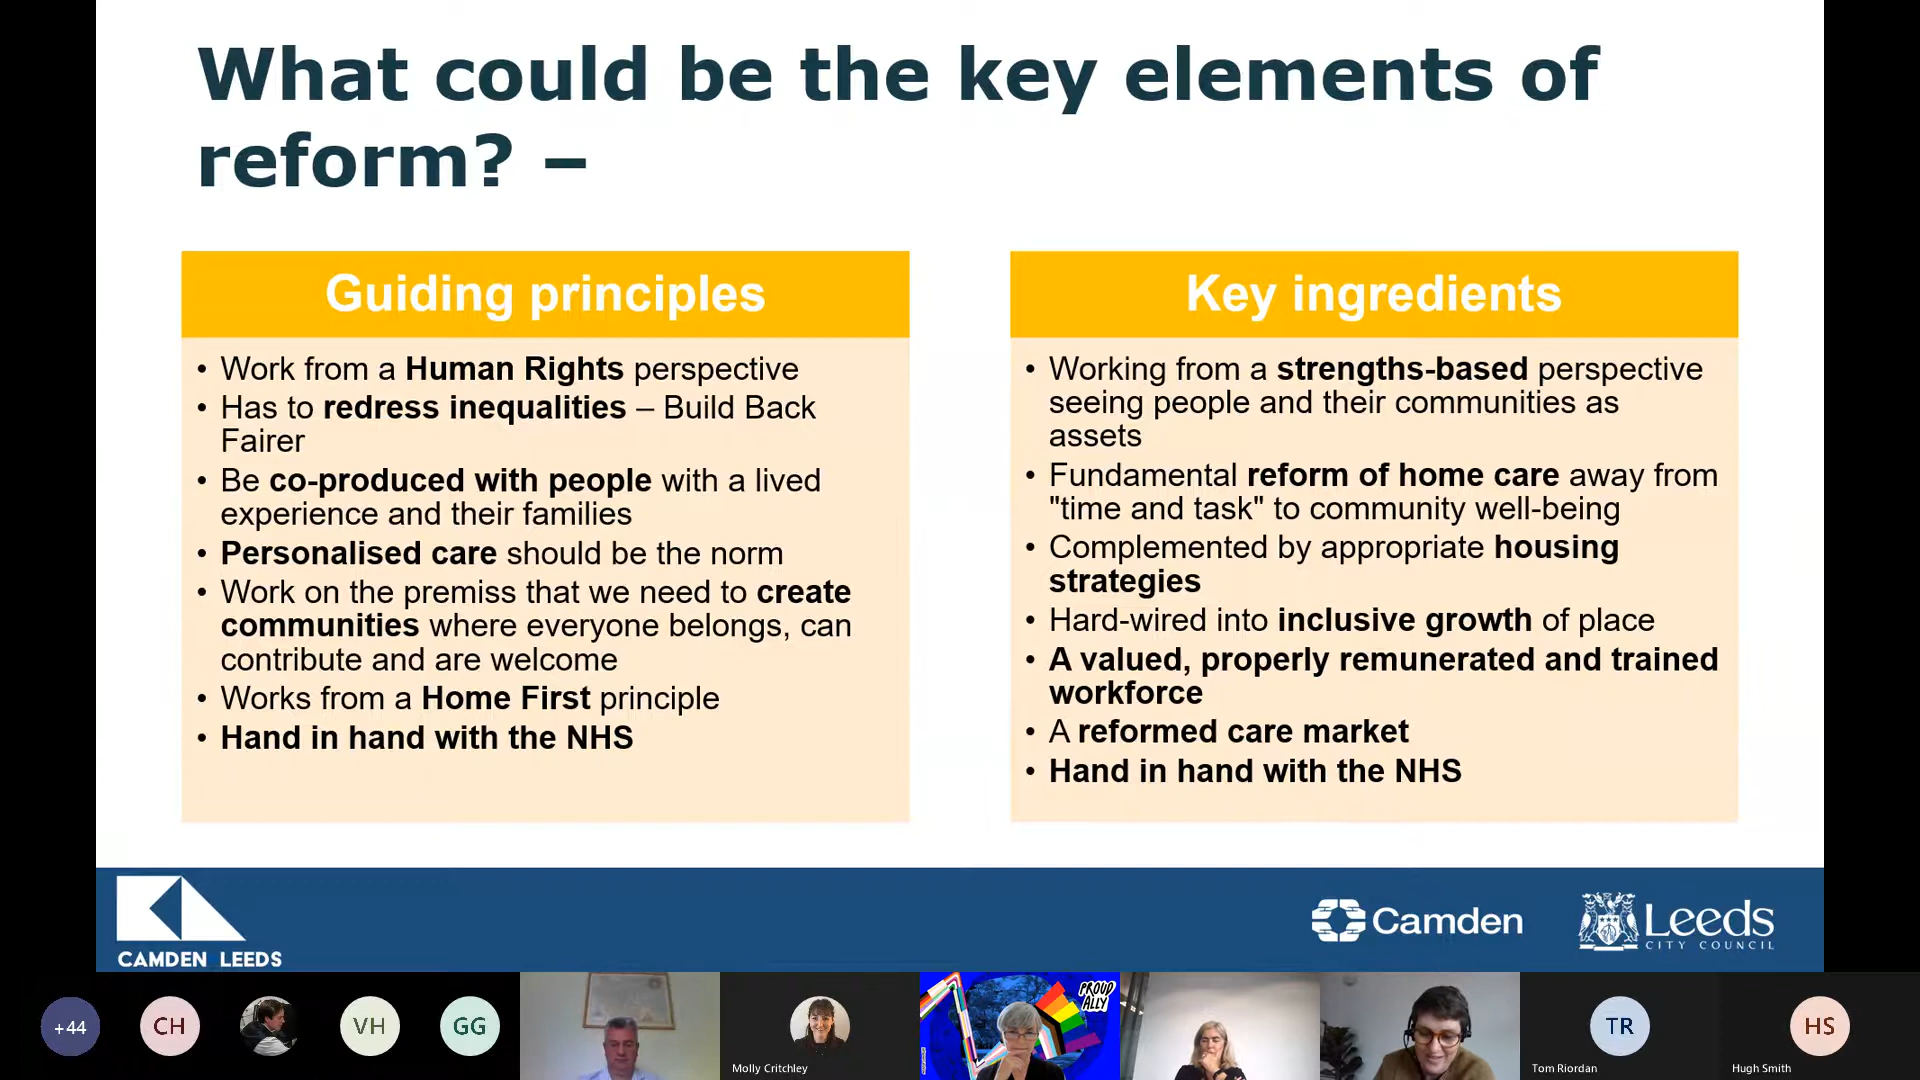 What could be the key elements of
reform? –
Guiding principles
• Work from a Human Rights perspective
• Has to redress inequalities – Build Back
Fairer
• Be co-produced with people with a lived
experience and their families
• Personalised care should be the norm
• Work on the premiss that we need to create
communities where everyone belongs, can
contribute and are welcome
• Works from a Home First principle
• Hand in hand with the NHS
Key ingredients
• Working from a strengths-based perspective
seeing people and their communities as
assets
• Fundamental reform of home care away from
"time and task" to community well-being
• Complemented by appropriate housing
strategies
• Hard-wired into inclusive growth of place
• A valued, properly remunerated and trained
workforce
• A reformed care market
• Hand in hand with the NHS
CAMDEN LEEDS
Camden
Leeds
CITY COUNCIL
+44
CH
VH
GG
Molly Critchley
PROUD
ALLY
TR
Tom Riordan
HS
Hugh Smith